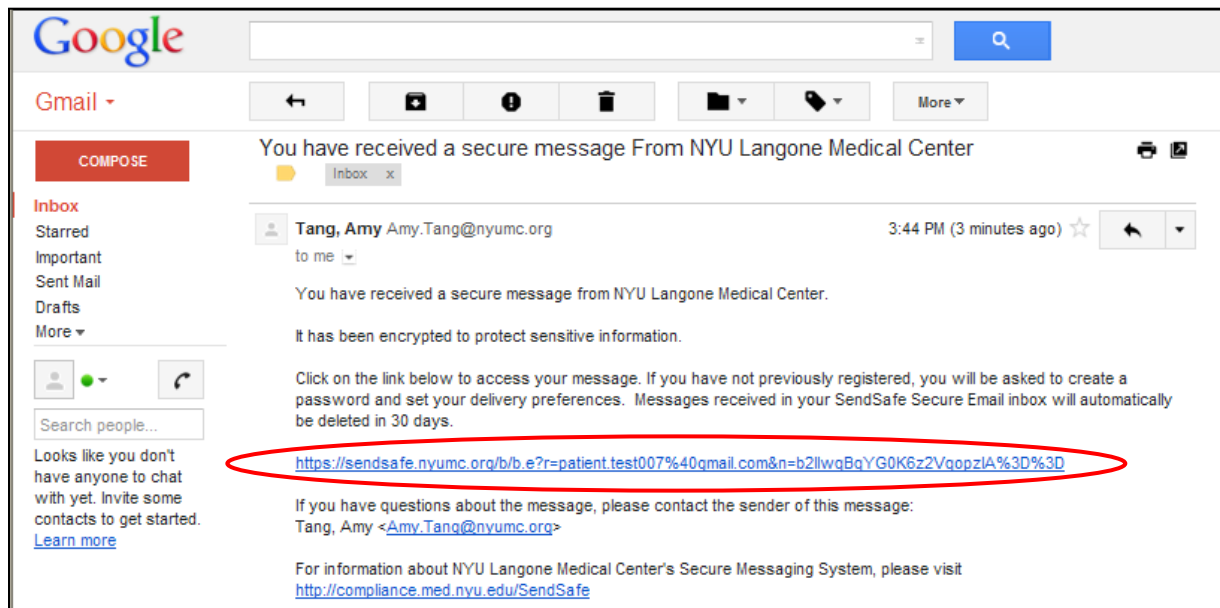 Google
Gmail
More
COMPOSE
You have received a secure message From NYU Langone Medical Center
Inbox x
Inbox
Starred
Important
Sent Mail
Drafts
More
Search people...
Looks like you don't
have anyone to chat
with yet. Invite some
contacts to get started.
Learn more
Tang, Amy Amy.Tang@nyumc.org
3:44 PM (3 minutes ago)
to me
You have received a secure message from NYU Langone Medical Center.
It has been encrypted to protect sensitive information.
Click on the link below to access your message. If you have not previously registered, you will be asked to create a
password and set your delivery preferences. Messages received in your SendSafe Secure Email inbox will automatically
be deleted in 30 days.
https://sendsafe.nyumc.org/b/b.e?r=patient.test007%40gmail.com&n=b2llwqBqYG0K6z2VqopzIA%3D%3D
If you have questions about the message, please contact the sender of this message:
Tang, Amy <Amy.Tang@nyumc.org>
For information about NYU Langone Medical Center's Secure Messaging System, please visit
http://compliance.med.nyu.edu/SendSafe